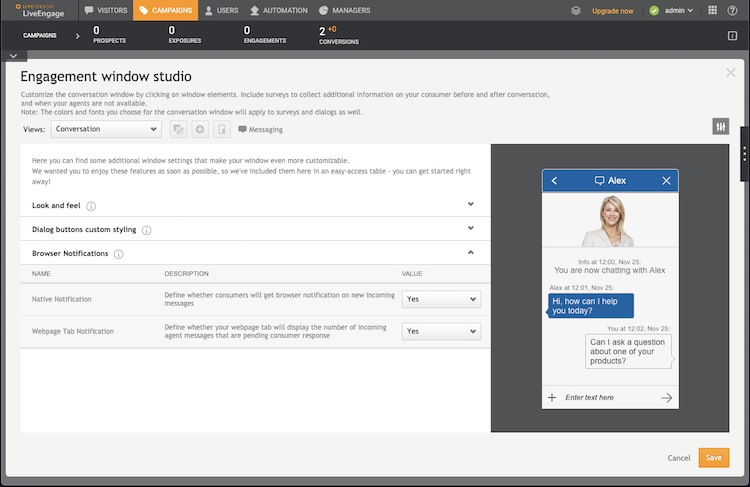 LIVEPERSON
LiveEngage
VISITORS
CAMPAIGNS
USERS
AUTOMATION
MANAGERS
Upgrade now
admin
CAMPAIGNS
0
PROSPECTS
0
EXPOSURES
0
ENGAGEMENTS
2 +0
CONVERSIONS
Engagement window studio
Customize the conversation window by clicking on window elements. Include surveys to collect additional information on your consumer before and after conversation,
and when your agents are not available.
Note: The colors and fonts you choose for the conversation window will apply to surveys and dialogs as well.
Views: Conversation
Messaging
Here you can find some additional window settings that make your window even more customizable.
We wanted you to enjoy these features as soon as possible, so we've included them here in an easy-access table - you can get started right
away!
Look and feel
Dialog buttons custom styling
Browser Notifications
NAME DESCRIPTION VALUE
Native Notification
Define whether consumers will get browser notification on new incoming
messages
Yes
Webpage Tab Notification
Define whether your webpage tab will display the number of incoming
agent messages that are pending consumer response
Yes
Alex
Info at 12:00, Nov 25:
You are now chatting with Alex
Alex at 12:01, Nov 25:
Hi, how can I help
you today?
You at 12:02, Nov 25:
Can I ask a question
about one of your
products?
Enter text here
Cancel
Save